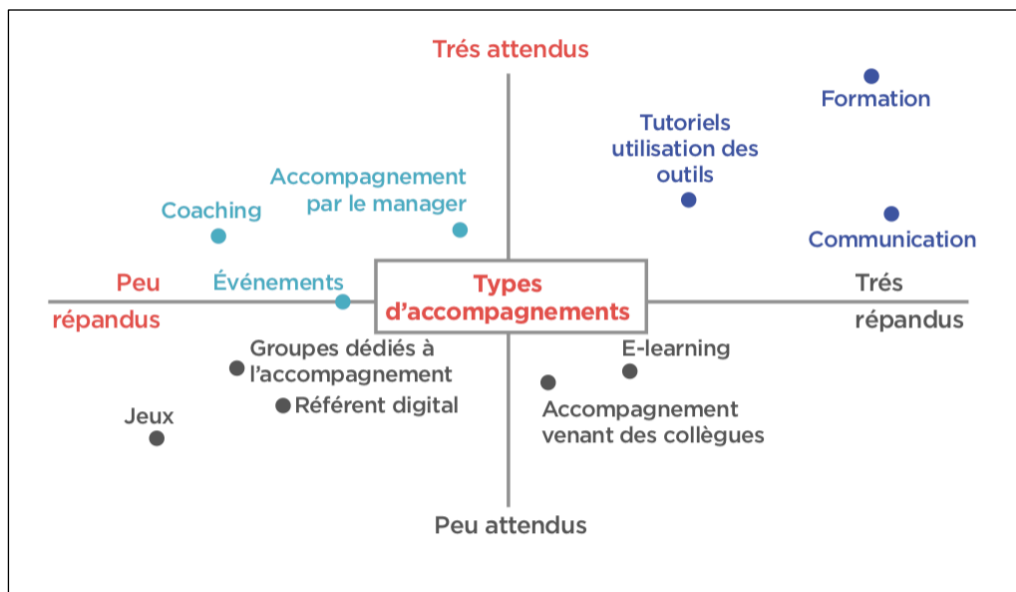 Trés attendus
Formation
Tutoriels
utilisation des
outils
Accompagnement
par le manager
Coaching
Communication
Peu
répandus
Événements
Types
d'accompagnements
Trés
répandus
Groupes dédiés à
l'accompagnement
E-learning
Référent digital
Jeux
Accompagnement
venant des collègues
Peu attendus